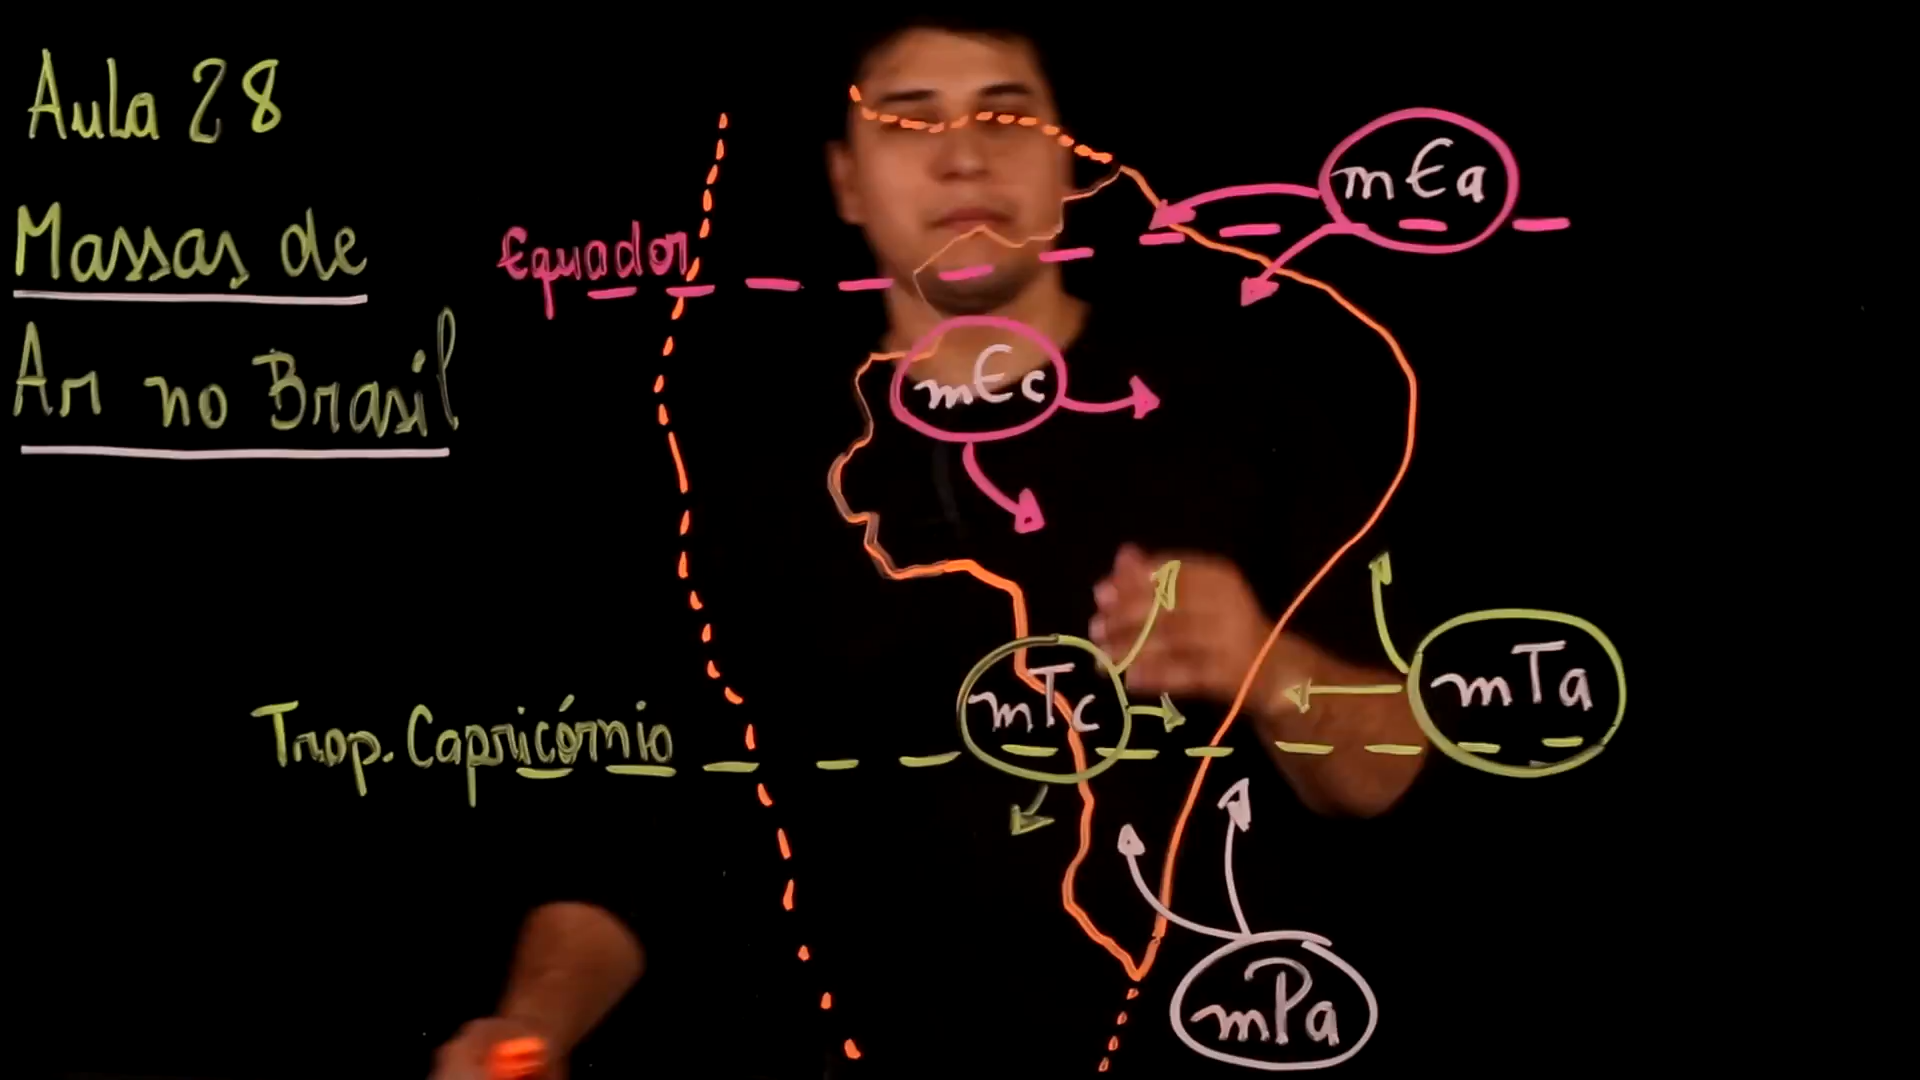 Aula 28
Massas de
Ar no Brasil
Equador
mEa
mEc
Trop. Capricórnio
mTc
mTa
mPa